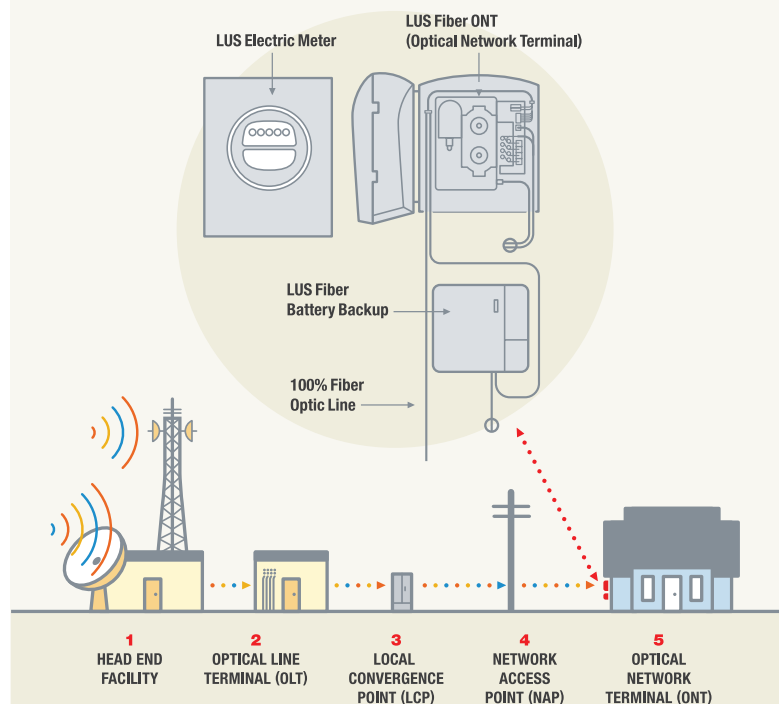 LUS Electric Meter
LUS Fiber ONT
(Optical Network Terminal)
LUS Fiber
Battery Backup
100% Fiber
Optic Line
1
HEAD END
FACILITY
2
OPTICAL LINE
TERMINAL (OLT)
3
LOCAL
CONVERGENCE
POINT (LCP)
4
NETWORK
ACCESS
POINT (NAP)
5
OPTICAL
NETWORK
TERMINAL (ONT)